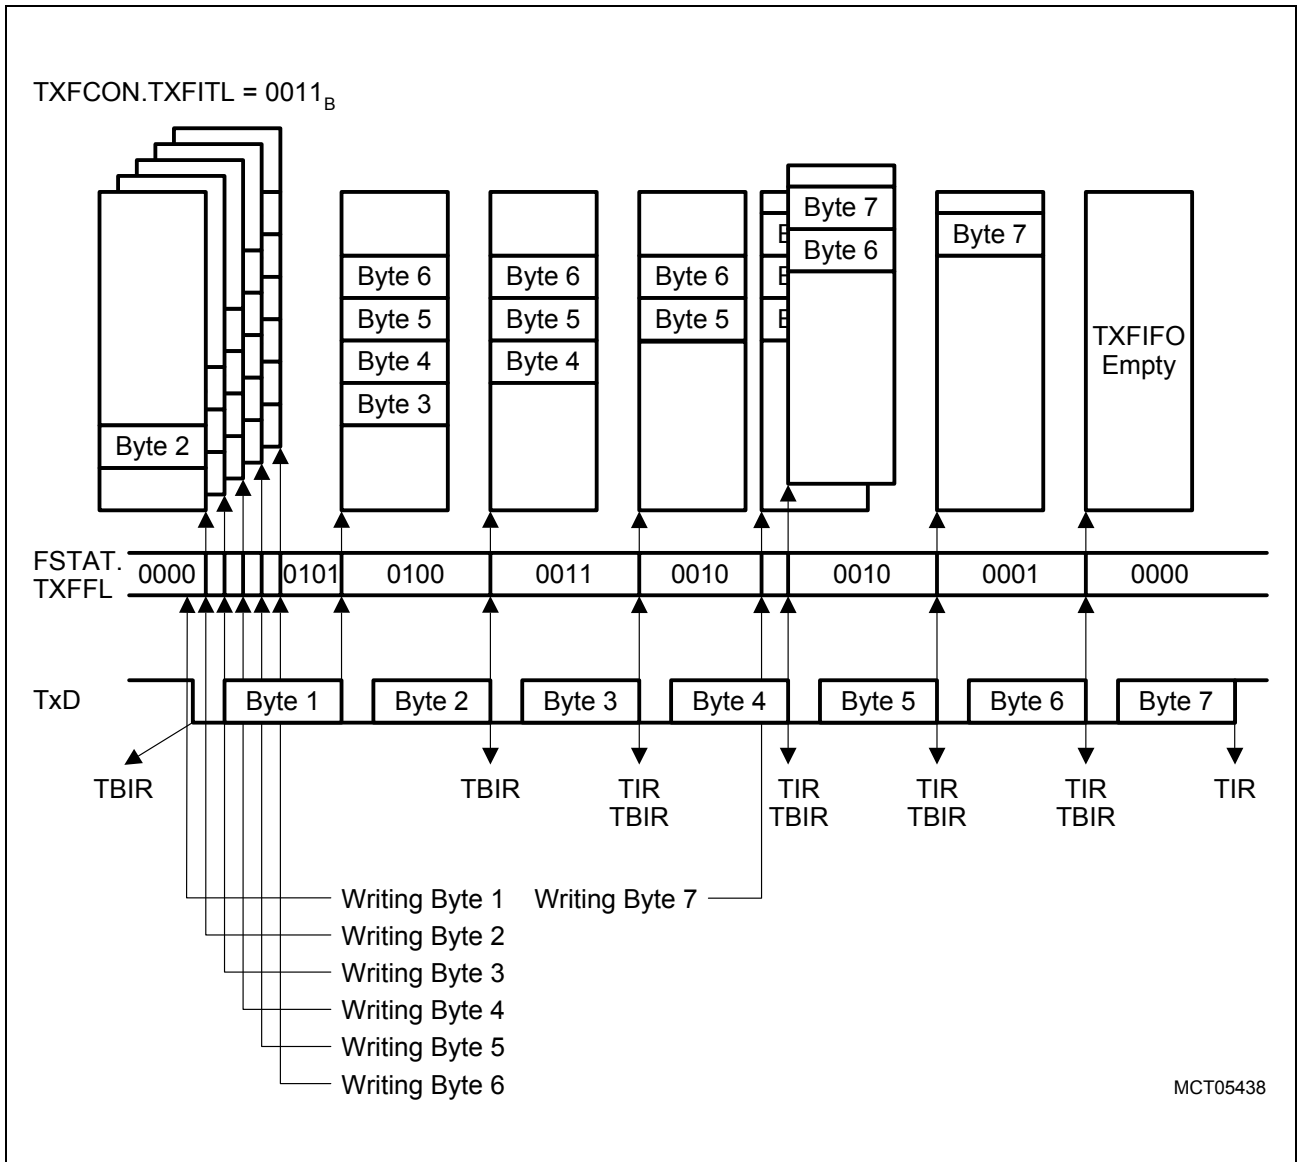 TXFCON.TXFITL = 0011B
Byte 2
Byte 6
Byte 5
Byte 4
Byte 3
Byte 6
Byte 5
Byte 4
Byte 6
Byte 5
Byte 7
Byte 6
Byte 7
TXFIFO
Empty
FSTAT.
TXFFL
0000 0101 0100 0011 0010 0010 0001 0000
TxD Byte 1 Byte 2 Byte 3 Byte 4 Byte 5 Byte 6 Byte 7
TBIR TBIR TIR TIR TIR TIR TIR
TBIR TBIR TBIR TBIR
Writing Byte 1 Writing Byte 7
Writing Byte 2
Writing Byte 3
Writing Byte 4
Writing Byte 5
Writing Byte 6
MCT05438